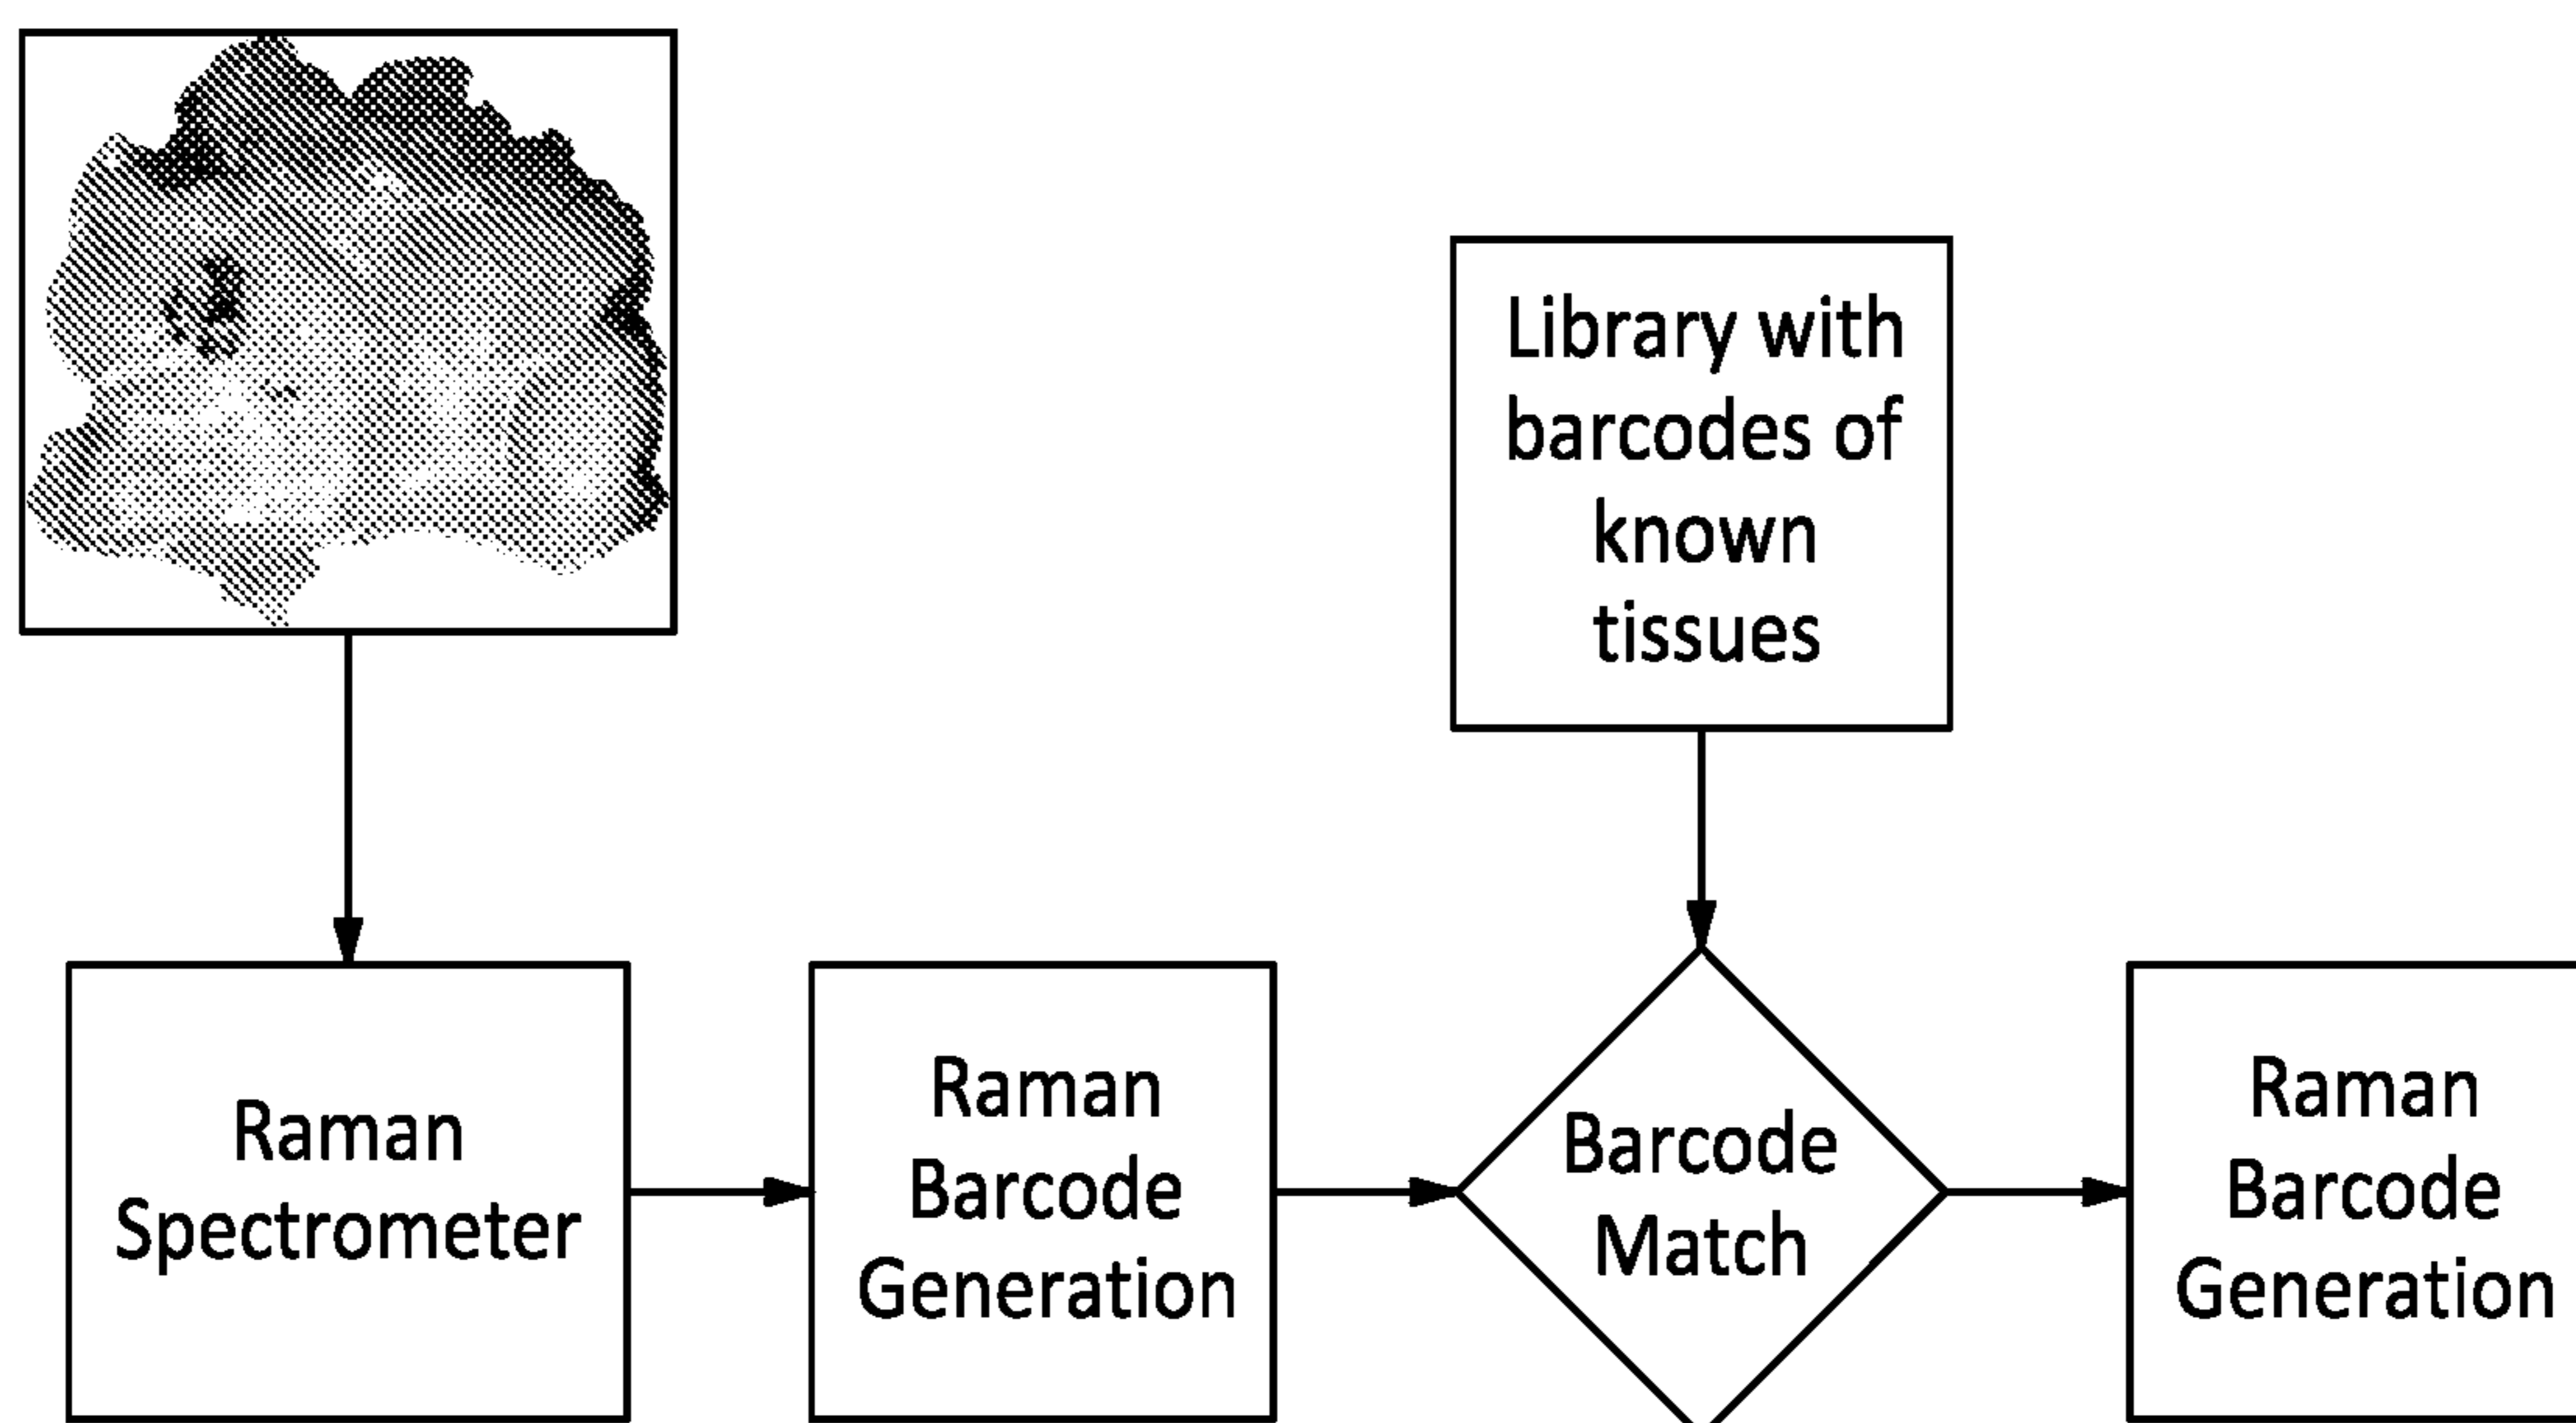 Library with
barcodes of
known
tissues
Raman
Spectrometer
Raman
Barcode
Generation
Barcode
Match
Raman
Barcode
Generation